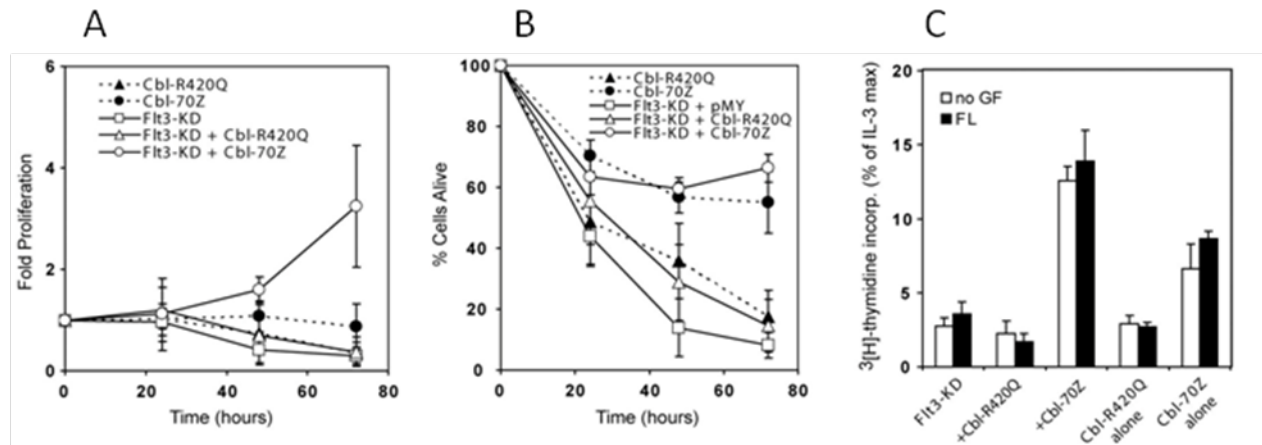 A
B
C
6
4
2
0
Fold Proliferation
Cbl-R420Q
Cbl-70Z
Flt3-KD
Flt3-KD + Cbl-R420Q
Flt3-KD + Cbl-70Z
0 20 40 60 80
Time (hours)
100
80
60
40
20
0
% Cells Alive
Cbl-R420Q
Cbl-70Z
Flt3-KD + pMY
Flt3-KD + Cbl-R420Q
Flt3-KD + Cbl-70Z
0 20 40 60 80
Time (hours)
20
15
10
5
0
3[H]-thymidine incorp. (% of IL-3 max)
no GF
FL
Flt3-KD
+Cbl-R420Q
+Cbl-70Z
Cbl-R420Q
alone
Cbl-70Z
alone